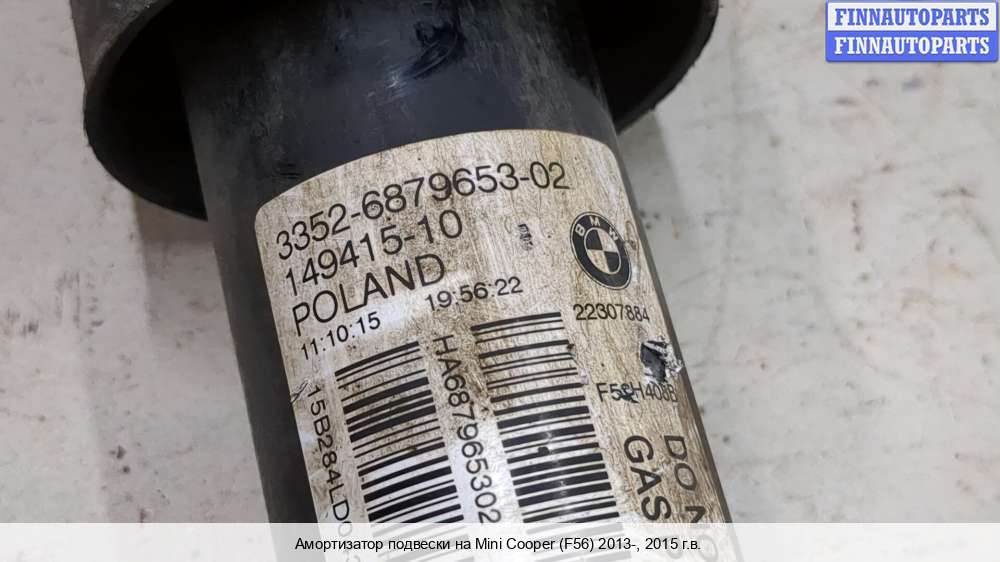 FINNAUTOPARTS
FINNAUTOPARTS
3352-6879653-02
149415-10
POLAND
11:10:15 19:56:22
BMW
22307884
HA687965302
GAS
Амортизатор подвески на Mini Cooper (F56) 2013-, 2015 г.в.